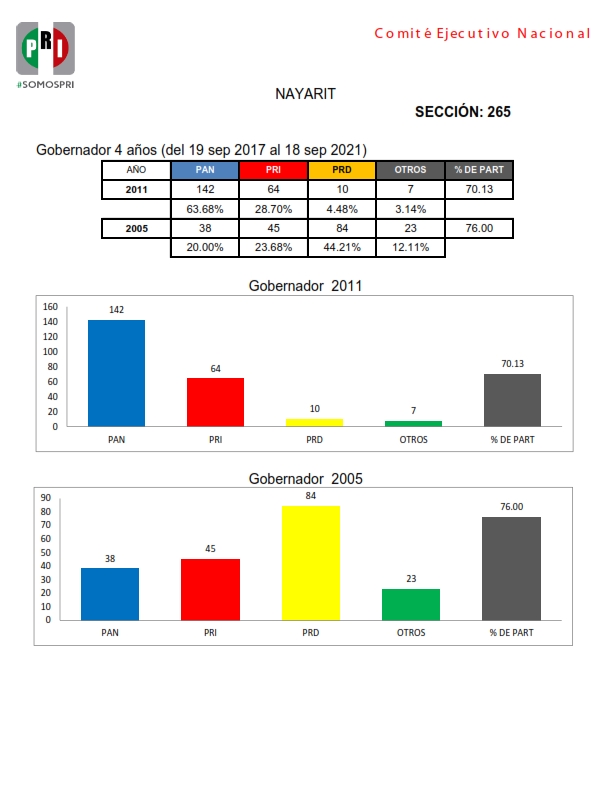 PRI
#SOMOSPRI
Comité Ejecutivo Nacional
NAYARIT
SECCIÓN: 265
Gobernador 4 años (del 19 sep 2017 al 18 sep 2021)
AÑO PAN PRI PRD OTROS % DE PART
2011 142 64 10 7 70.13
63.68% 28.70% 4.48% 3.14%
2005 38 45 84 23 76.00
20.00% 23.68% 44.21% 12.11%
Gobernador 2011
160
140
120
100
80
60
40
20
0
142
64
10
7
70.13
PAN PRI PRD OTROS % DE PART
Gobernador 2005
90
80
70
60
50
40
30
20
10
0
38
45
84
23
76.00
PAN PRI PRD OTROS % DE PART